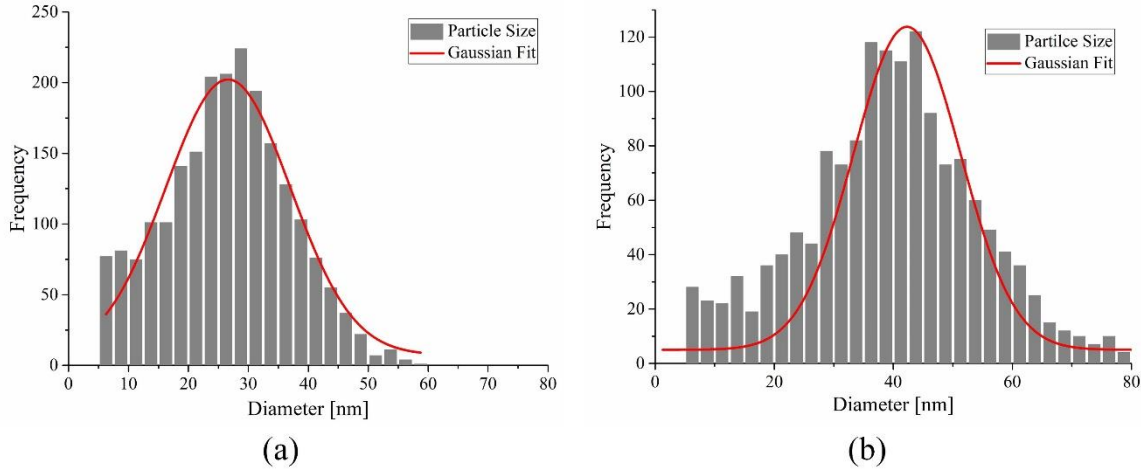 250
200
150
100
50
0
Frequency
Particle Size
Gaussian Fit
0 10 20 30 40 50 60 70 80
Diameter [nm]
(a)
120
100
80
60
40
20
0
Frequency
Partilce Size
Gaussian Fit
0 20 40 60 80
Diameter [nm]
(b)